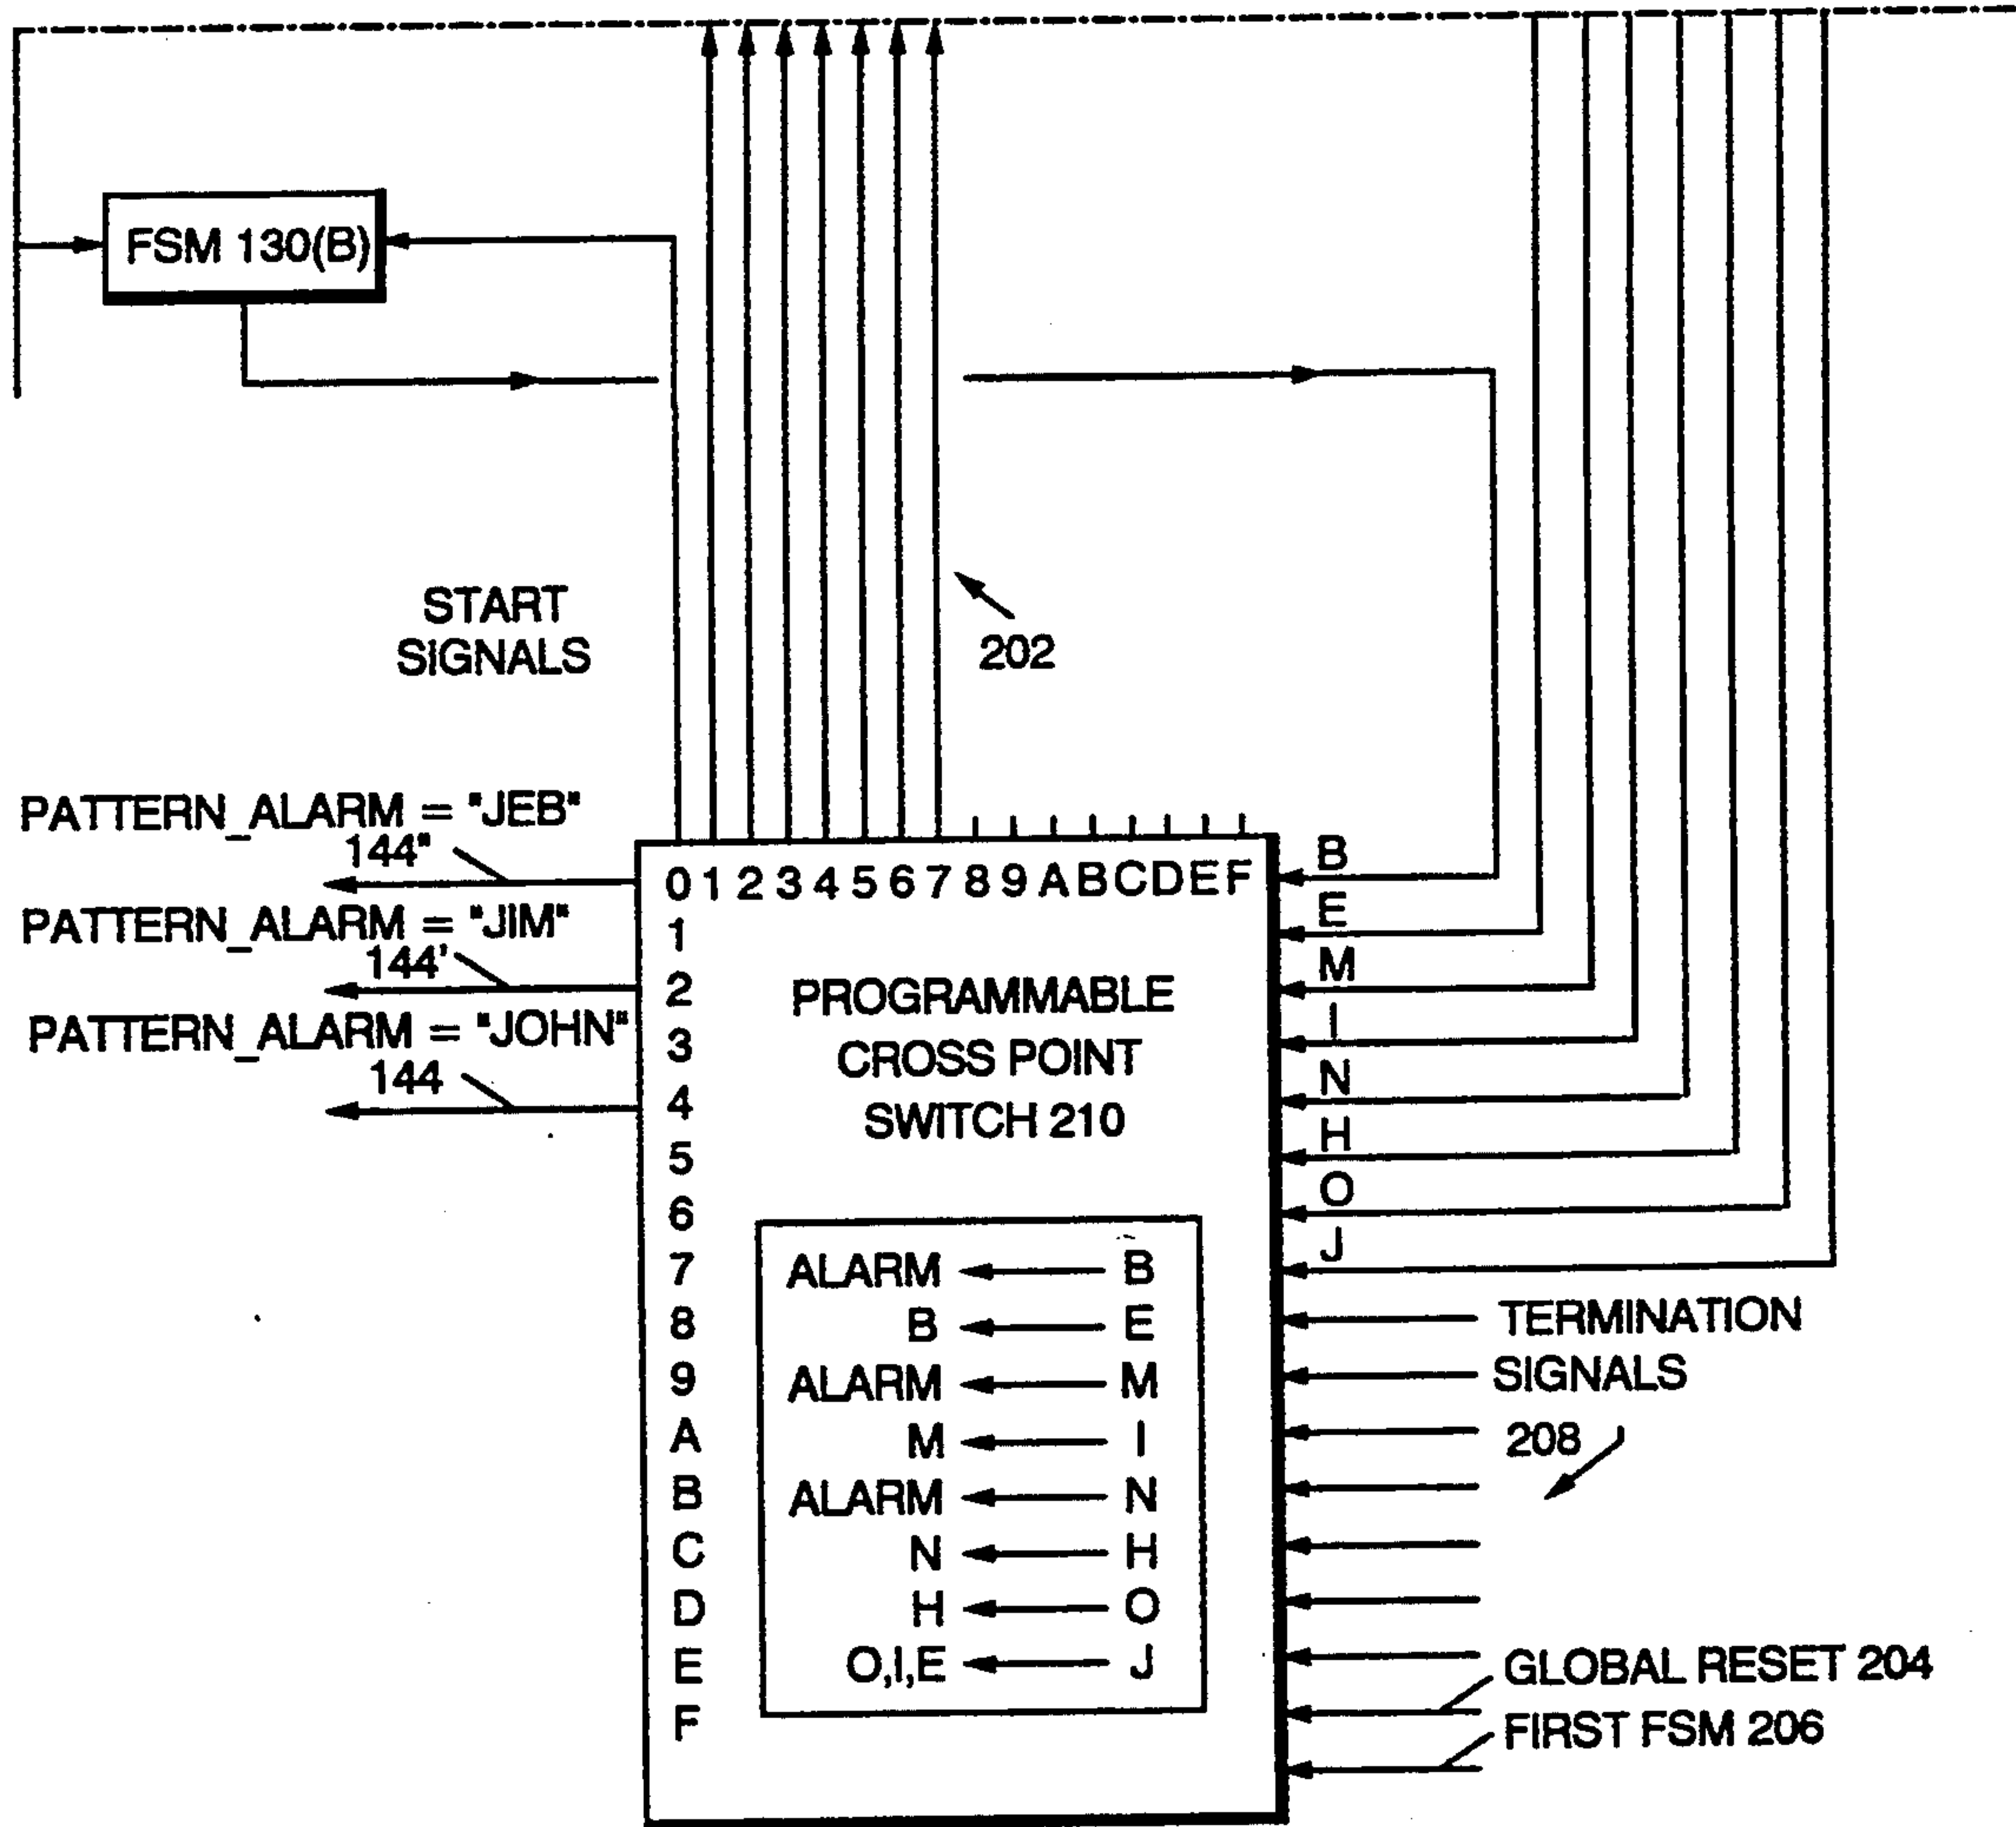 FSM 130(B)
START
SIGNALS
202
PATTERN_ALARM = "JEB"
144"
PATTERN_ALARM = "JIM"
144'
PATTERN_ALARM = "JOHN"
144
0 1 2 3 4 5 6 7 8 9 A B C D E F
1
2
3
4
5
6
7
8
9
A
B
C
D
E
F
PROGRAMMABLE
CROSS POINT
SWITCH 210
ALARM B
B E
ALARM M
M I
ALARM N
N H
H O
O,I,E J
B
E
M
I
N
H
O
J
TERMINATION
SIGNALS
208
GLOBAL RESET 204
FIRST FSM 206